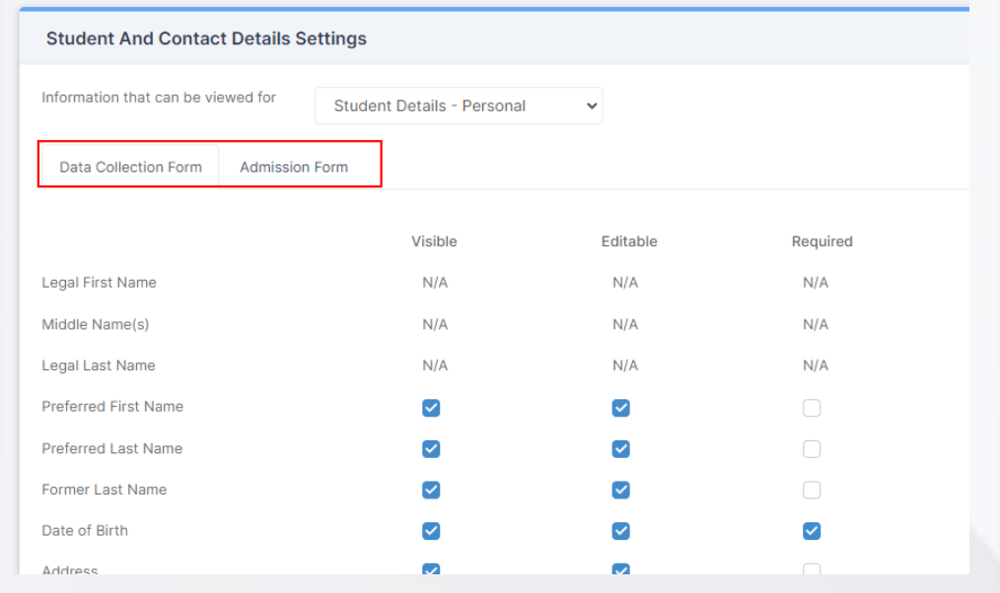 Student And Contact Details Settings
Information that can be viewed for
Student Details - Personal
Data Collection Form Admission Form
Visible Editable Required
Legal First Name N/A N/A N/A
Middle Name(s) N/A N/A N/A
Legal Last Name N/A N/A N/A
Preferred First Name
Preferred Last Name
Former Last Name
Date of Birth
Address